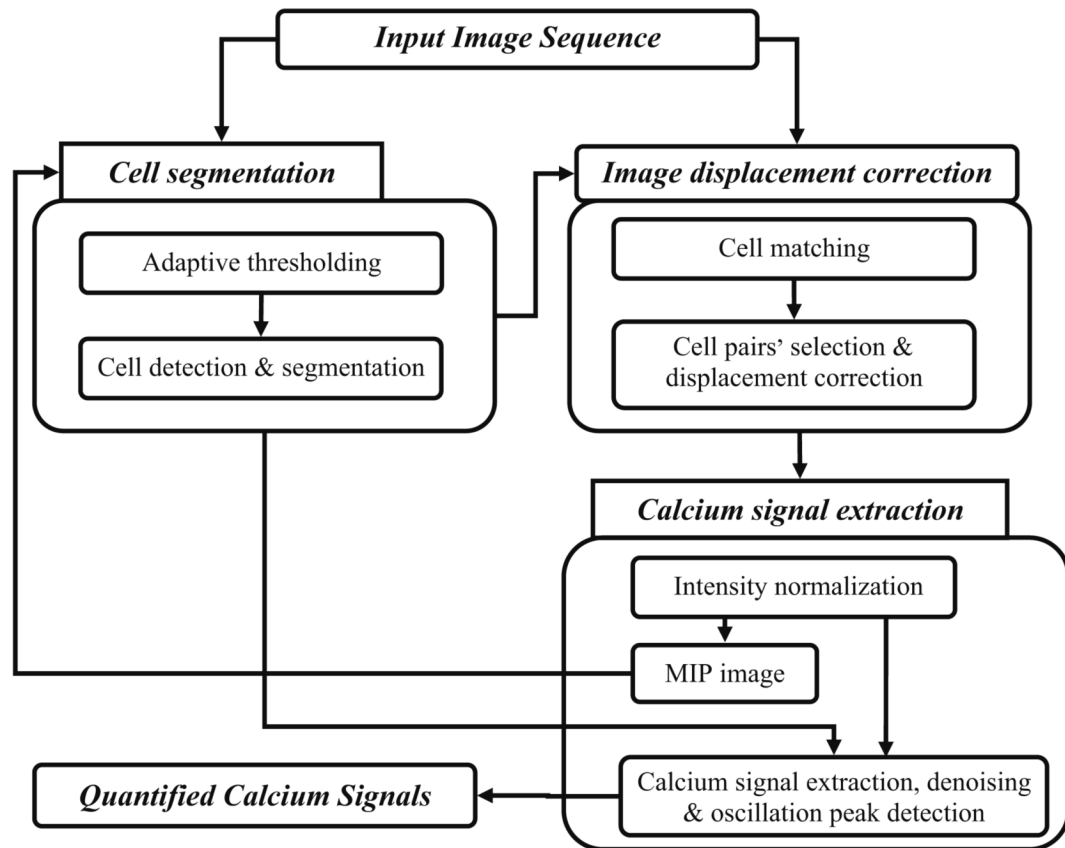 Input Image Sequence
Cell segmentation
Adaptive thresholding
Cell detection & segmentation
Image displacement correction
Cell matching
Cell pairs’ selection &
displacement correction
Calcium signal extraction
Intensity normalization
MIP image
Calcium signal extraction, denoising
& oscillation peak detection
Quantified Calcium Signals